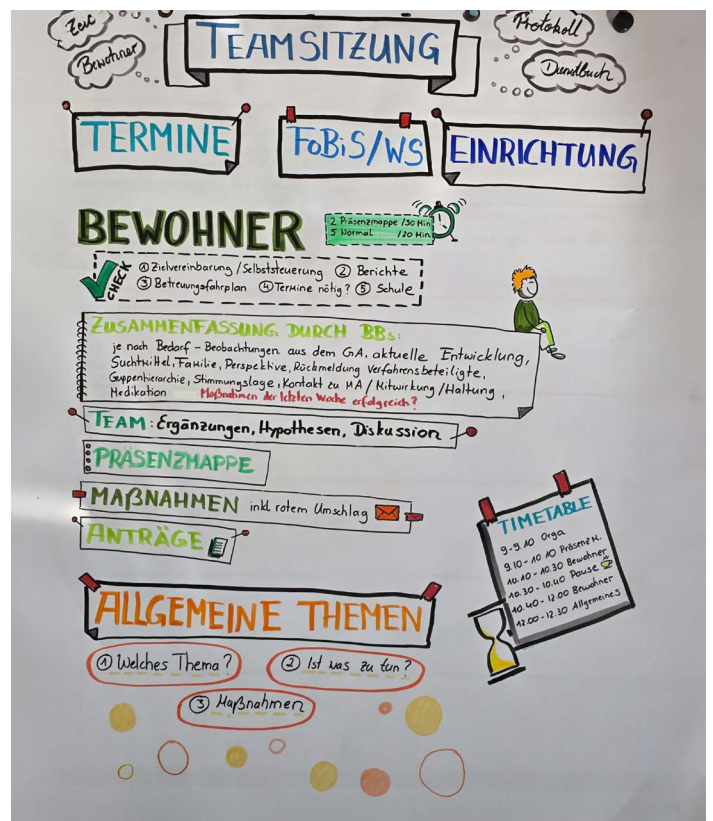 Zeit
Bewohner
TEAMSITZUNG
Protokoll
Dienstbuch
TERMINE
FoBiS/WS
EINRICHTUNG
BEWOHNER
2 Präsenzmappe /30 Min
5 Normal /20 Min
CHECK
① Zielvereinbarung / Selbststeuerung ② Berichte
③ Betreuungsfahrplan ④ Termine nötig? ⑤ Schule
ZUSAMMENFASSUNG DURCH BBs:
je nach Bedarf - Beobachtungen aus dem GA, aktuelle Entwicklung,
Suchtmittel, Familie, Perspektive, Rückmeldung Verfahrensbeteiligte,
Guppenhierarchie, Stimmungslage, Kontakt zu MA / Mitwirkung / Haltung,
Medikation Maßnahmen der letzten Woche erfolgreich?
TEAM: Ergänzungen, Hypothesen, Diskussion
PRÄSENZMAPPE
MAßNAHMEN inkl rotem Umschlag
ANTRÄGE
TIMETABLE
9-9.10 Orga
9.10-10.10 Präsenz M.
10.10-10.30 Bewohner
10.30-10.40 Pause
10.40-12.00 Bewohner
12.00-12.30 Allgemeines
ALLGEMEINE THEMEN
① Welches Thema?
② Ist was zu tun?
③ Maßnahmen